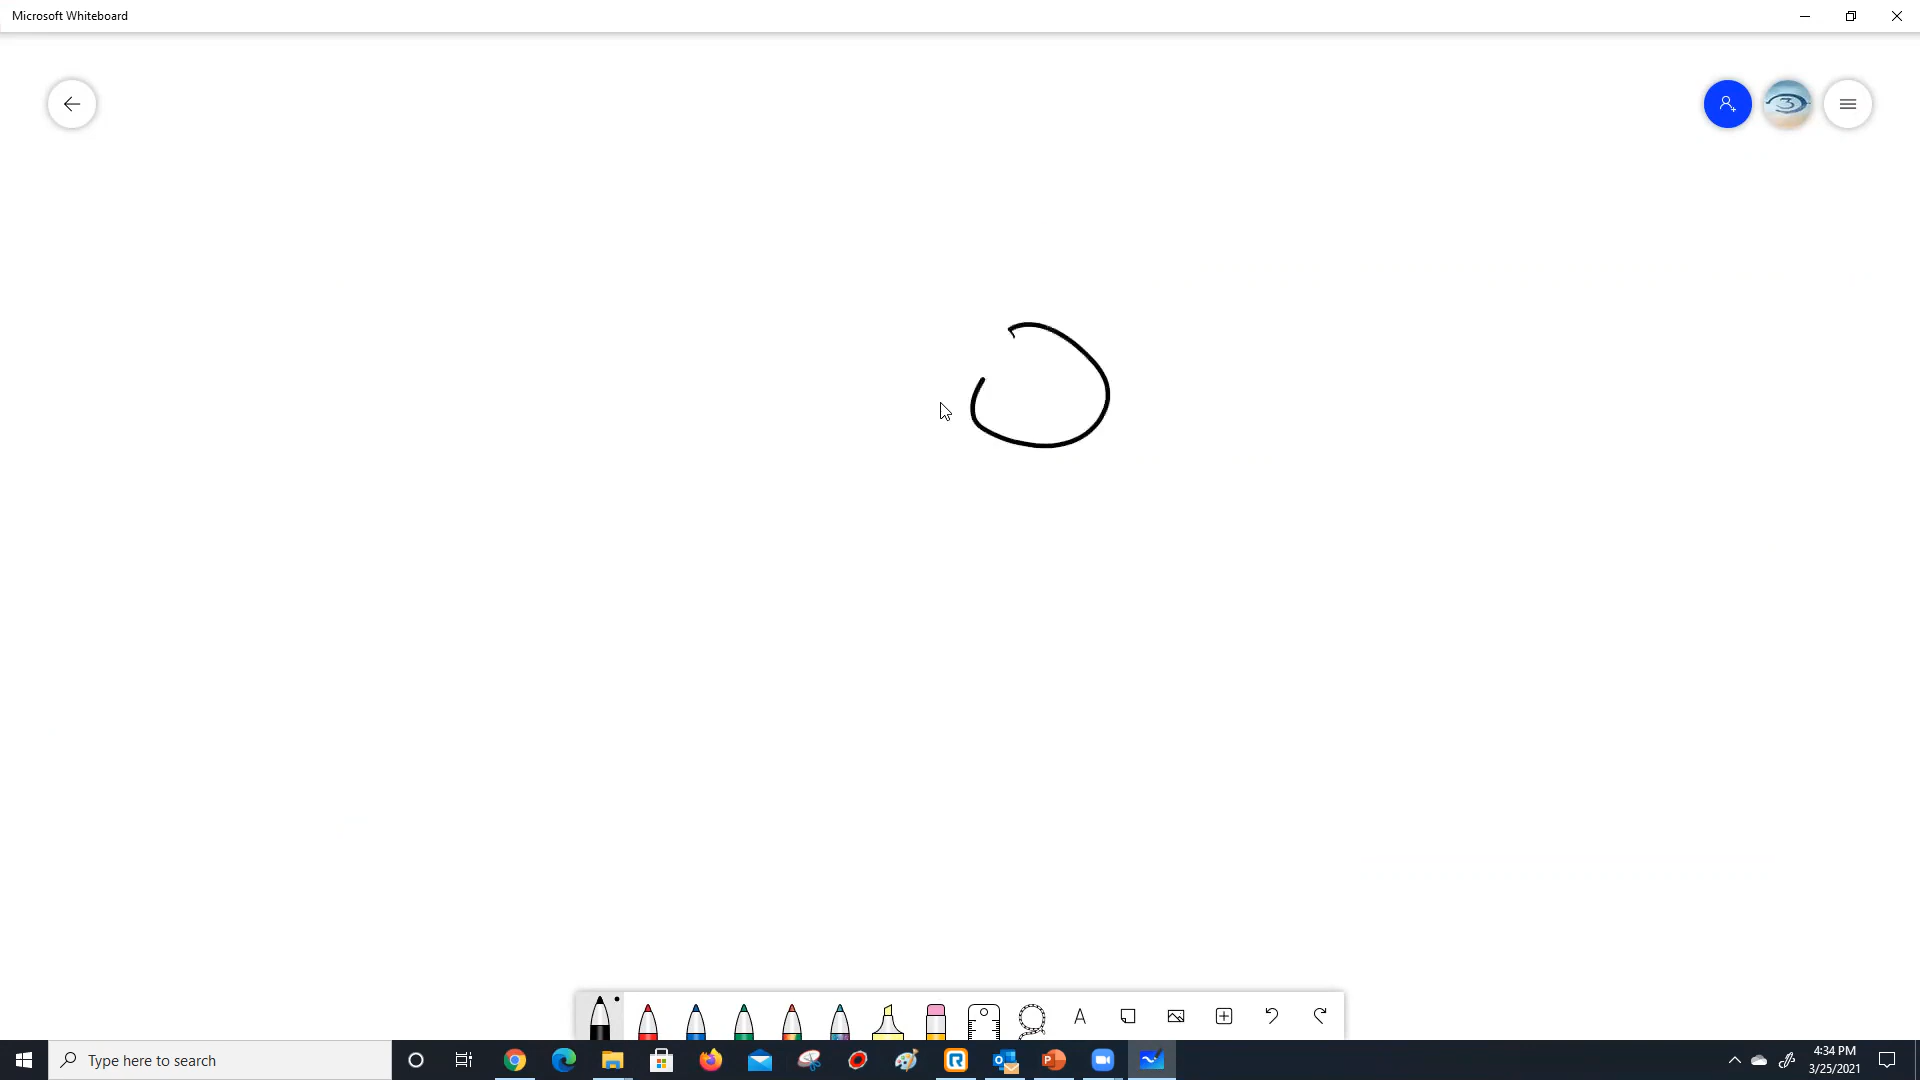 Microsoft Whiteboard
A
Type here to search
4:34 PM
3/25/2021